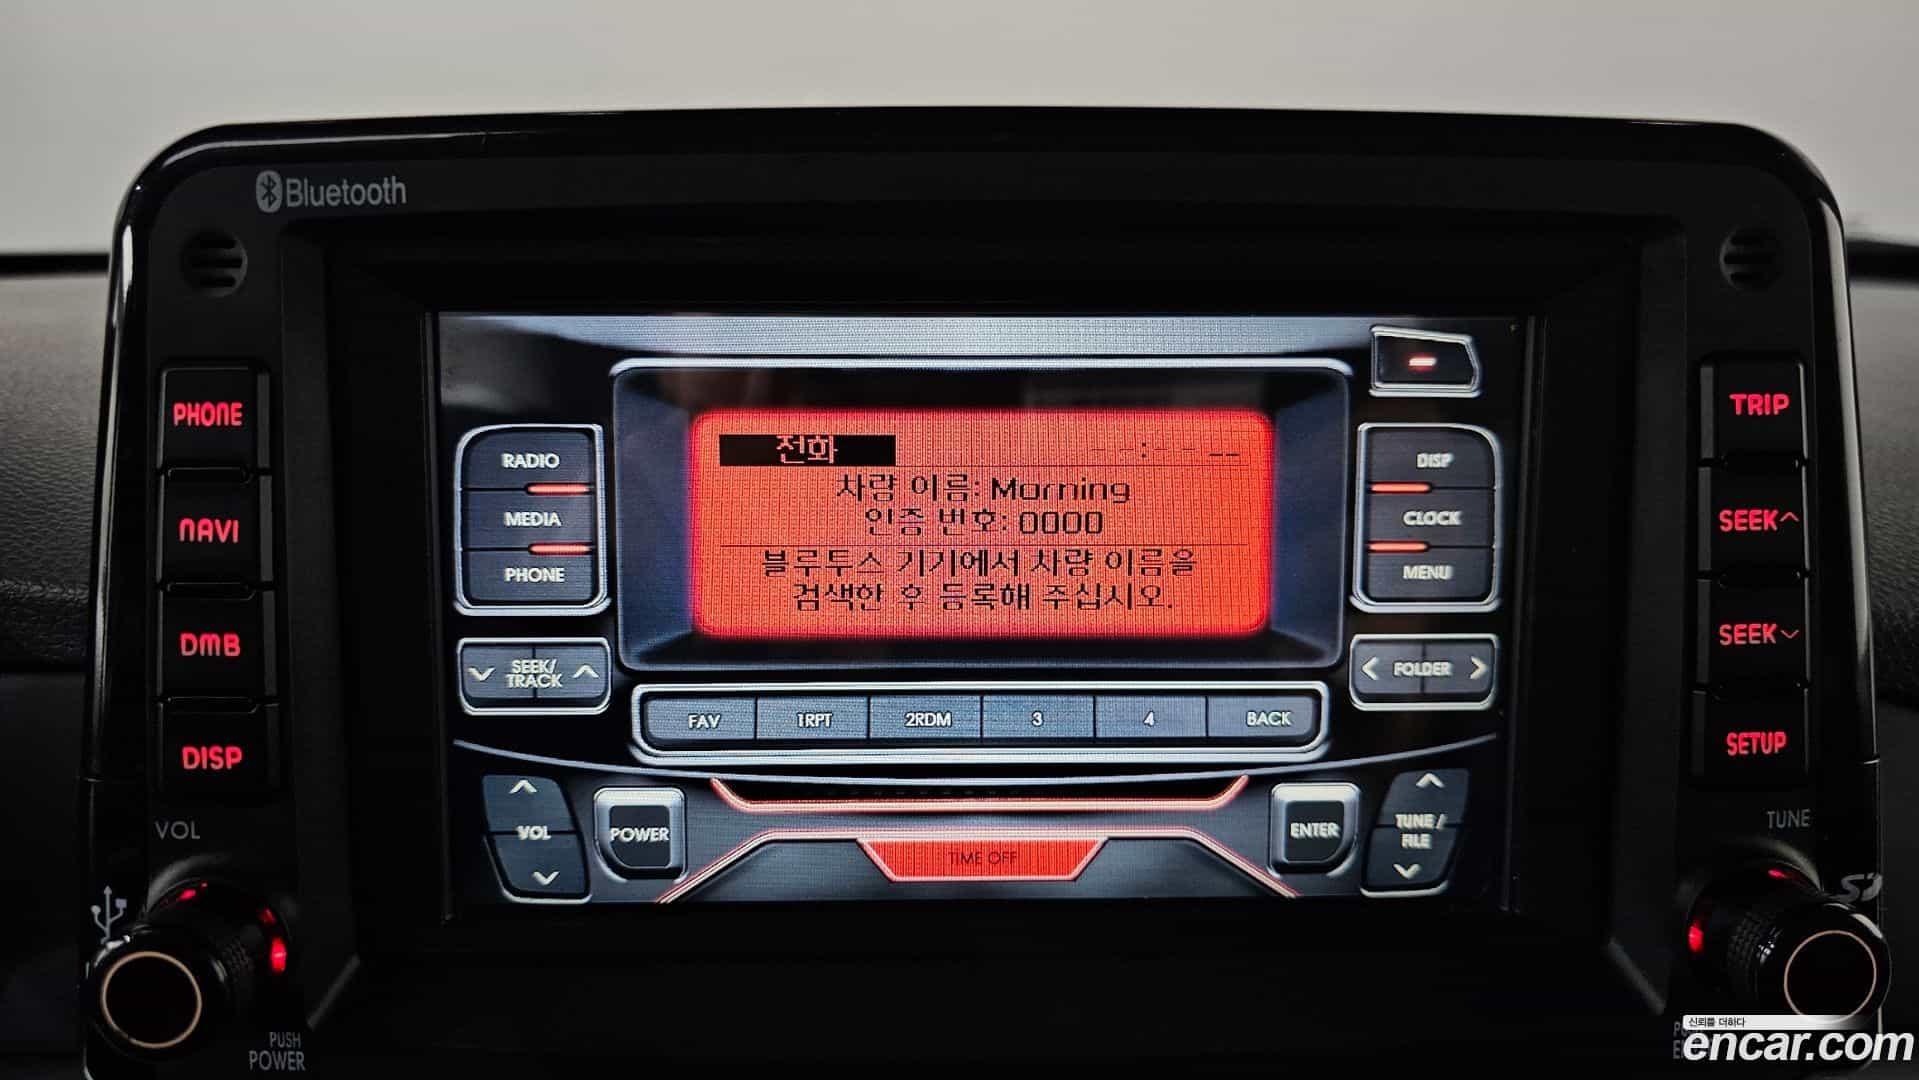 Bluetooth
PHONE
NAVI
DMB
DISP
VOL
PUSH
POWER
RADIO
MEDIA
PHONE
SEEK/
TRACK
전화
--:-- --
차량 이름: Morning
인증 번호: 0000
블루투스 기기에서 차량 이름을
검색한 후 등록해 주십시오.
DISP
CLOCK
MENU
FOLDER
FAV
1RPT
2RDM
3
4
BACK
VOL
POWER
TIME OFF
ENTER
TUNE /
FILE
TRIP
SEEK
SEEK
SETUP
TUNE
신뢰를 더하다
encar.com